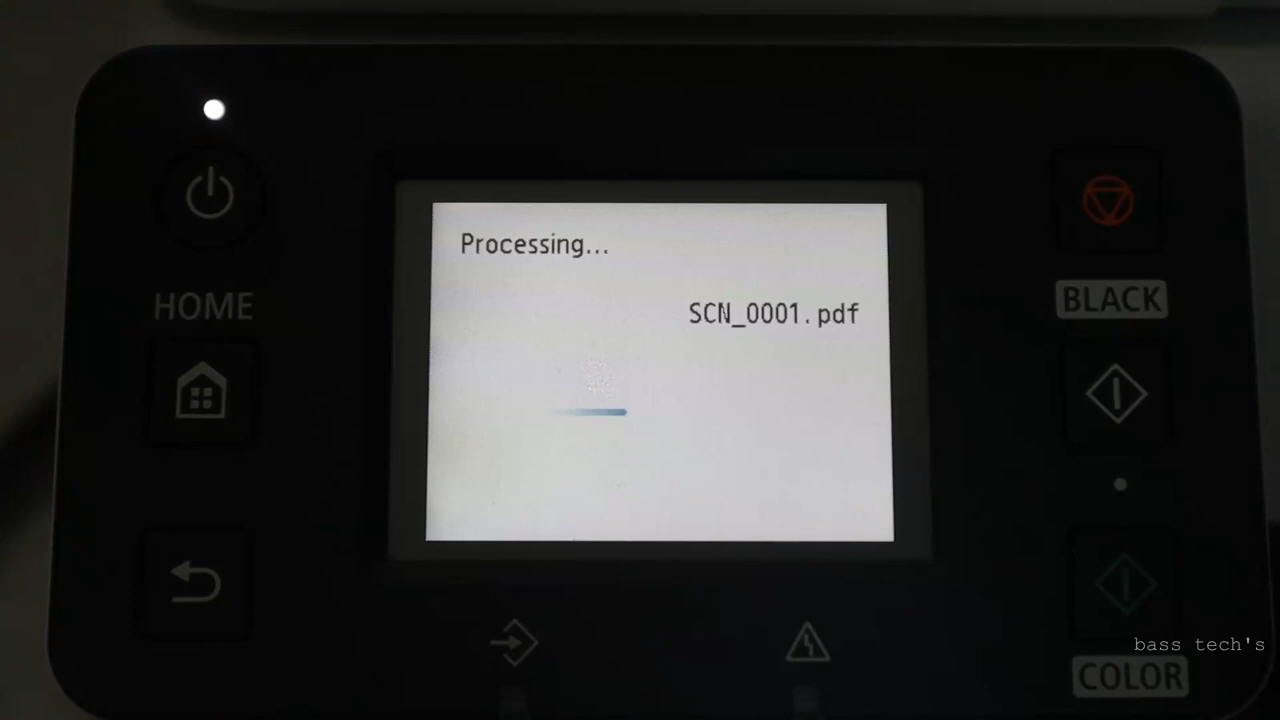 Processing...
SCN_0001.pdf
HOME
BLACK
bass tech's
COLOR